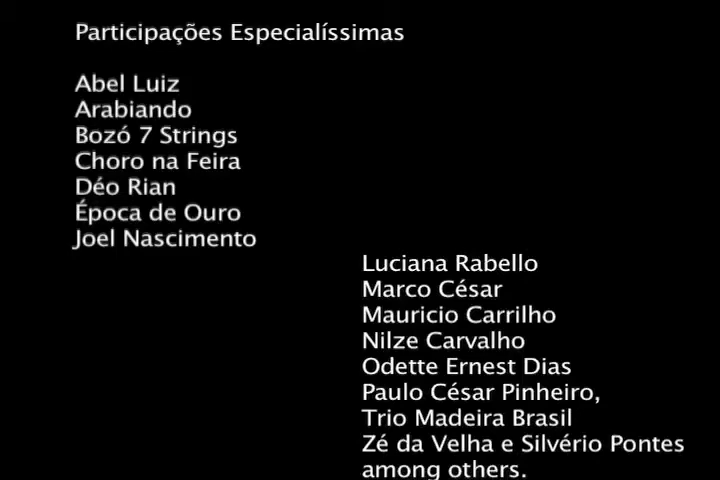 Participações Especialíssimas
Abel Luiz
Arabiando
Bozó 7 Strings
Choro na Feira
Déo Rian
Época de Ouro
Joel Nascimento
Luciana Rabello
Marco César
Mauricio Carrilho
Nilze Carvalho
Odette Ernest Dias
Paulo César Pinheiro,
Trio Madeira Brasil
Zé da Velha e Silvério Pontes
among others.